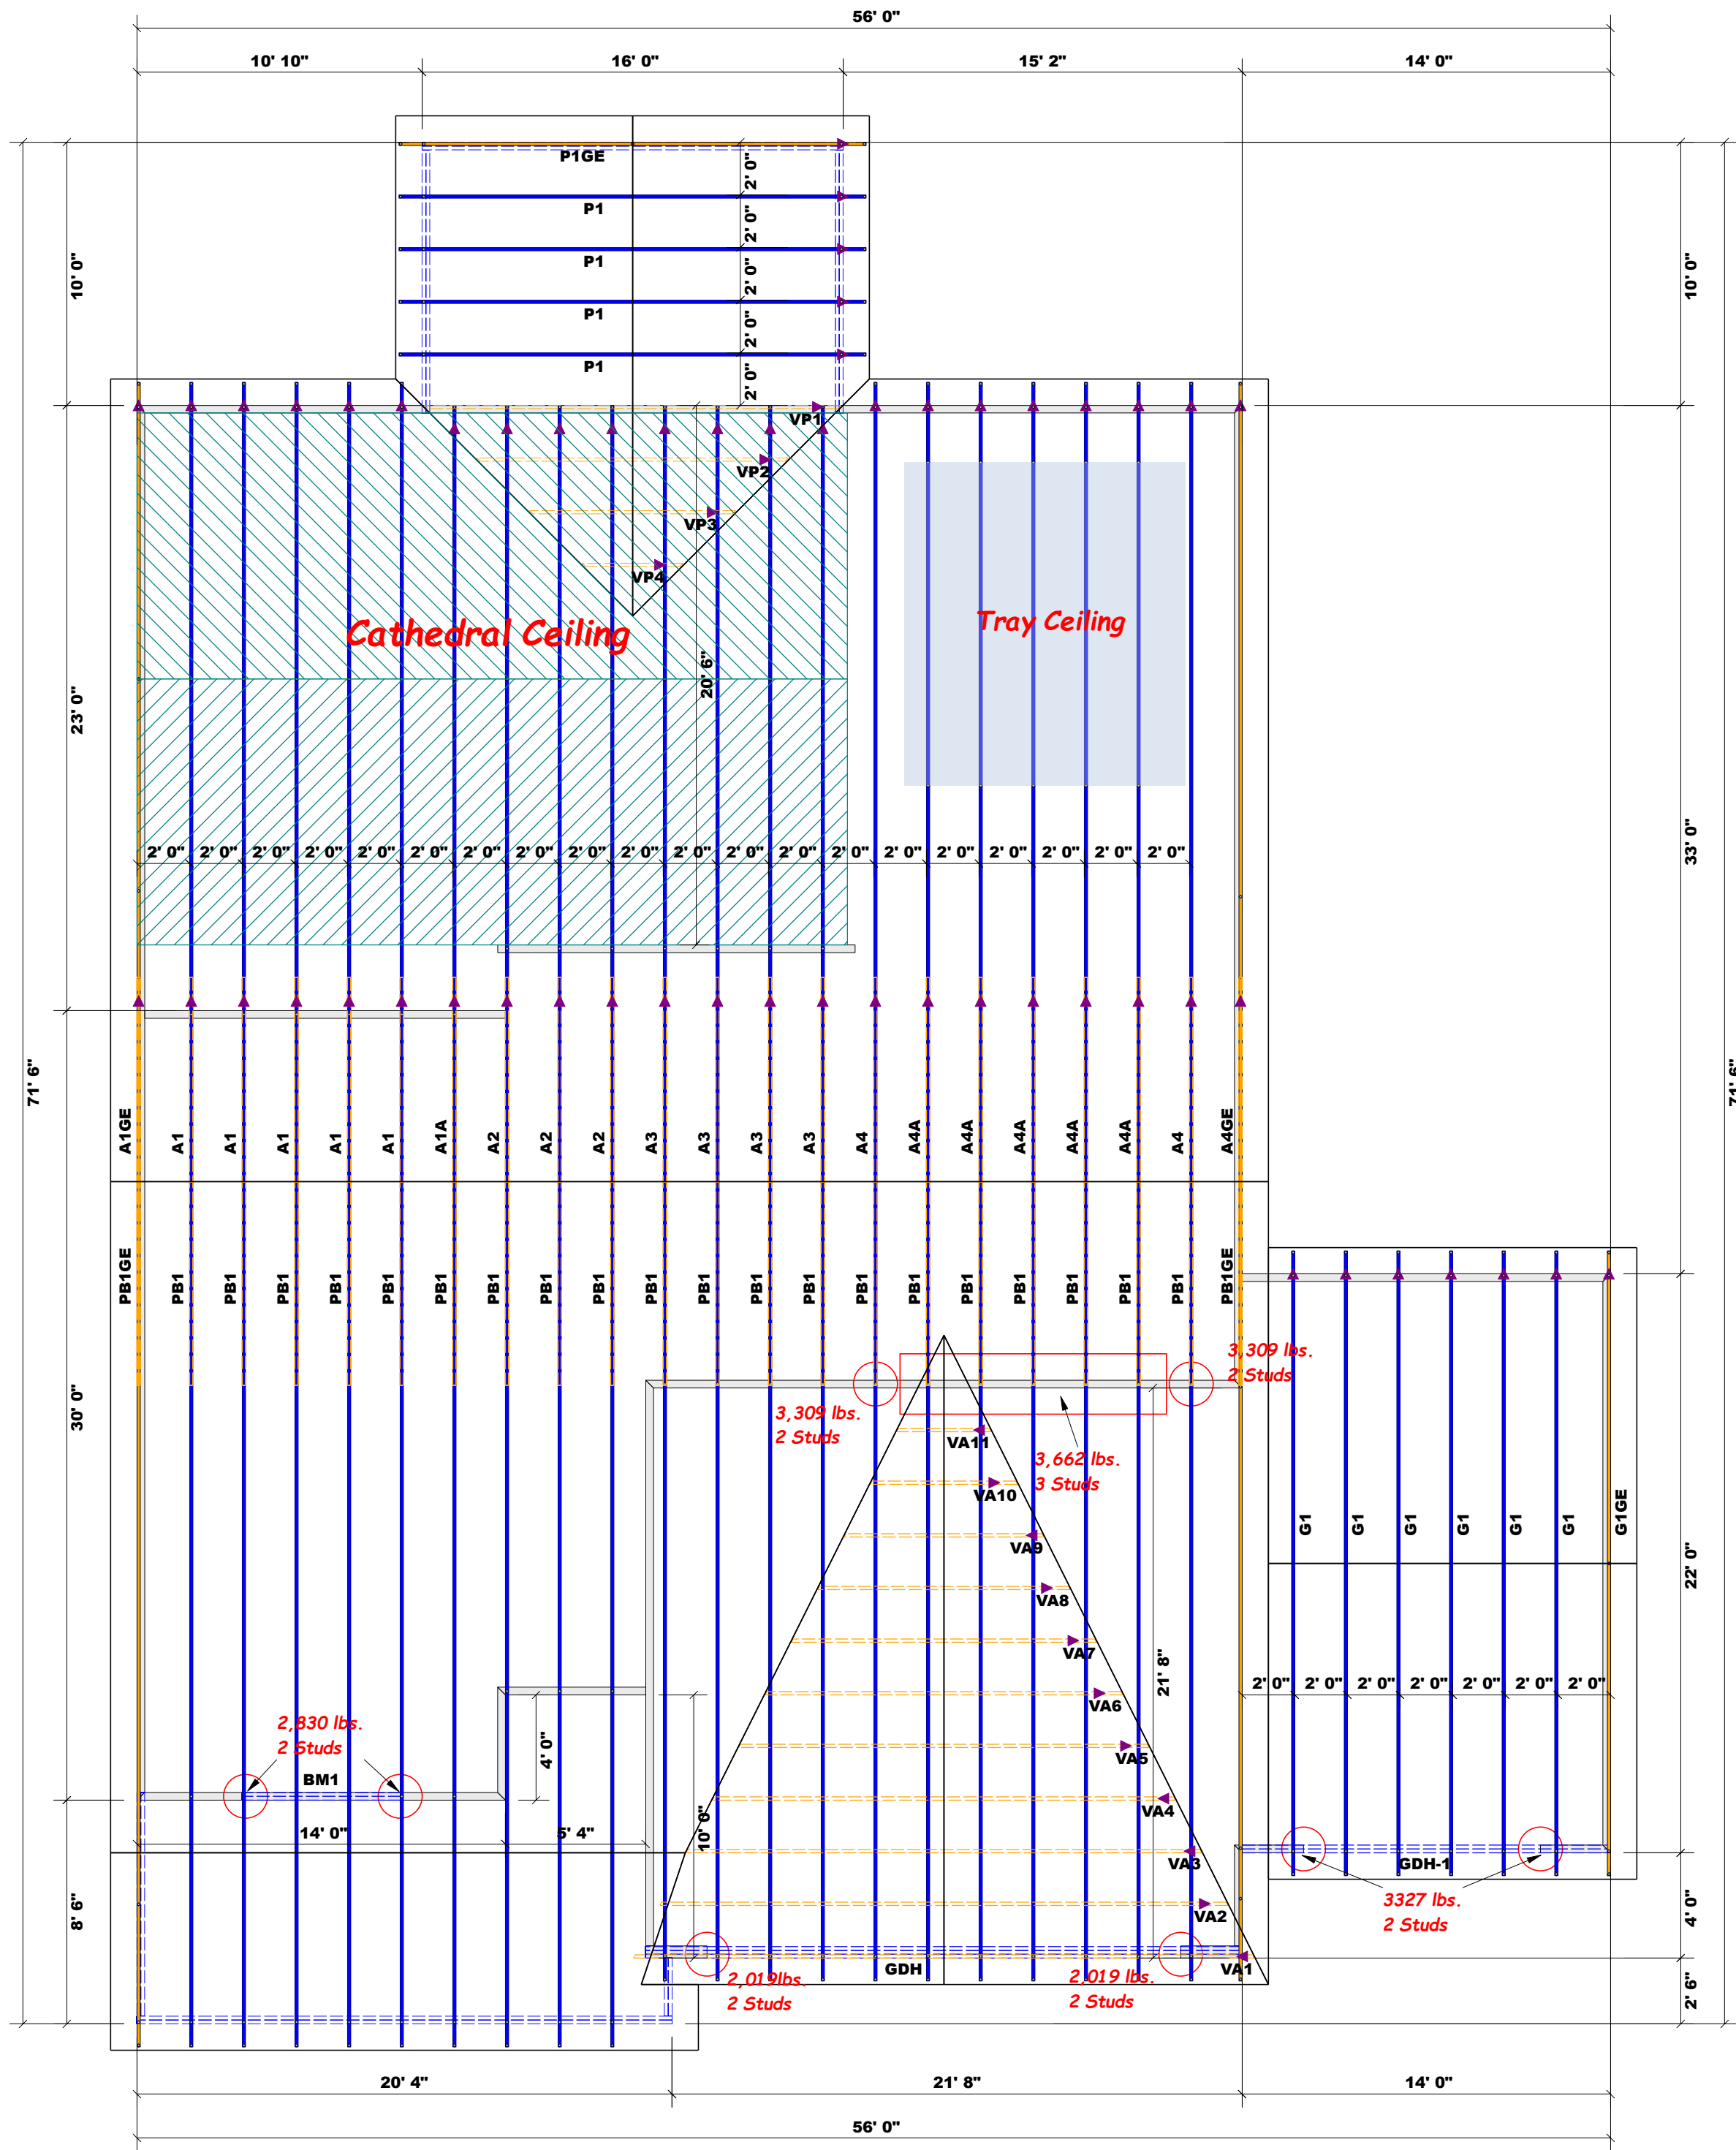 56' 0"
10' 10"
16' 0"
15' 2"
14' 0"
P1GE
2' 0"
P1
2' 0"
P1
2' 0"
P1
2' 0"
P1
2' 0"
10' 0"
10' 0"
VP1
VP2
VP3
VP4
Cathedral Ceiling
Tray Ceiling
20' 6"
23' 0"
33' 0"
2' 0" 2' 0" 2' 0" 2' 0" 2' 0" 2' 0" 2' 0" 2' 0" 2' 0" 2' 0" 2' 0" 2' 0" 2' 0" 2' 0" 2' 0" 2' 0" 2' 0" 2' 0" 2' 0" 2' 0"
71' 6"
71' 6"
A1GE A1 A1 A1 A1 A1 A1A A2 A2 A2 A3 A3 A3 A3 A4 A4A A4A A4A A4A A4A A4 A4GE
PB1GE PB1 PB1 PB1 PB1 PB1 PB1 PB1 PB1 PB1 PB1 PB1 PB1 PB1 PB1 PB1 PB1 PB1 PB1 PB1 PB1 PB1GE
3,309 lbs.
2 Studs
3,309 lbs.
2 Studs
3,662 lbs.
3 Studs
30' 0"
VA11
VA10
VA9
VA8
VA7
VA6
VA5
VA4
VA3
VA2
VA1
G1 G1 G1 G1 G1 G1 G1GE
22' 0"
21' 8"
2' 0" 2' 0" 2' 0" 2' 0" 2' 0" 2' 0" 2' 0"
2,830 lbs.
2 Studs
BM1
4' 0"
10' 0"
14' 0"
5' 4"
GDH-1
3327 lbs.
2 Studs
8' 6"
4' 0"
GDH
2,019lbs.
2 Studs
2,019 lbs.
2 Studs
2' 6"
20' 4"
21' 8"
14' 0"
56' 0"